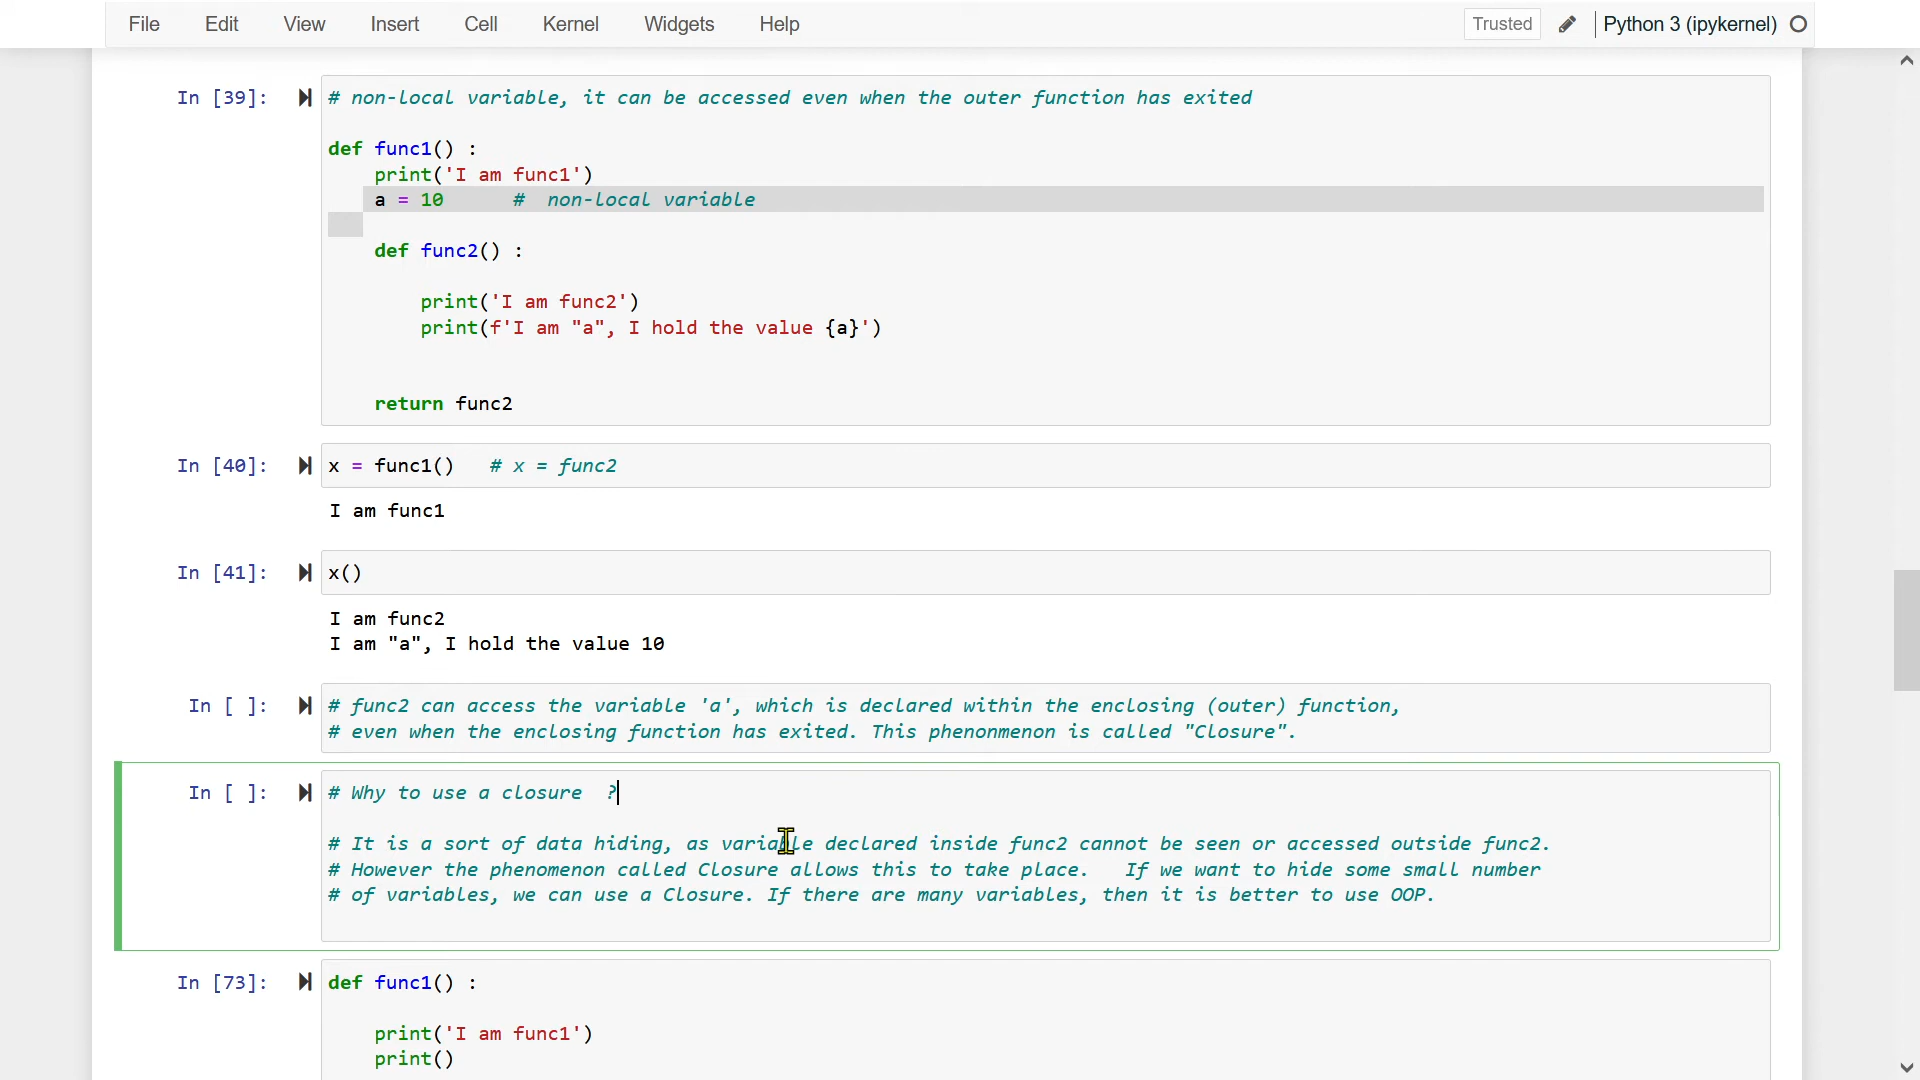 File Edit View Insert Cell Kernel Widgets Help Trusted Python 3 (ipykernel)
In [39]: # non-local variable, it can be accessed even when the outer function has exited
def func1() :
print('I am func1')
a = 10 # non-local variable
def func2() :
print('I am func2')
print(f'I am "a", I hold the value {a}')
return func2
In [40]: x = func1() # x = func2
I am func1
In [41]: x()
I am func2
I am "a", I hold the value 10
In [ ]: # func2 can access the variable 'a', which is declared within the enclosing (outer) function,
# even when the enclosing function has exited. This phenonmenon is called "Closure".
In [ ]: # Why to use a closure ?
# It is a sort of data hiding, as variable declared inside func2 cannot be seen or accessed outside func2.
# However the phenomenon called Closure allows this to take place. If we want to hide some small number
# of variables, we can use a Closure. If there are many variables, then it is better to use OOP.
In [73]: def func1() :
print('I am func1')
print()